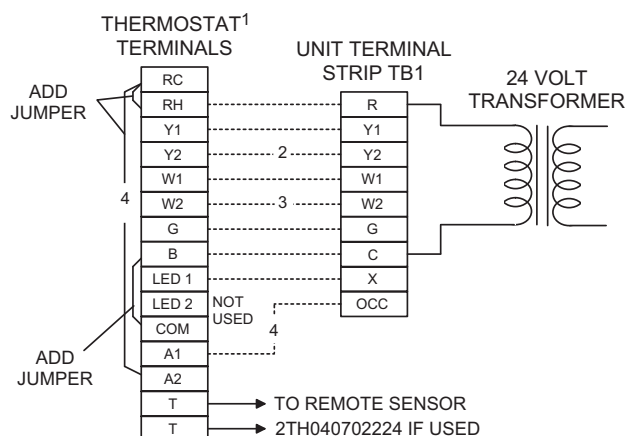 THERMOSTAT¹
TERMINALS
UNIT TERMINAL
STRIP TB1
24 VOLT
TRANSFORMER
ADD
JUMPER
RC
RH
R
Y1
Y1
Y2
2
Y2
W1
W1
4
W2
3
W2
G
G
B
C
LED 1
X
LED 2
NOT
USED
OCC
COM
4
A1
ADD
JUMPER
A2
T
TO REMOTE SENSOR
T
2TH040702224 IF USED